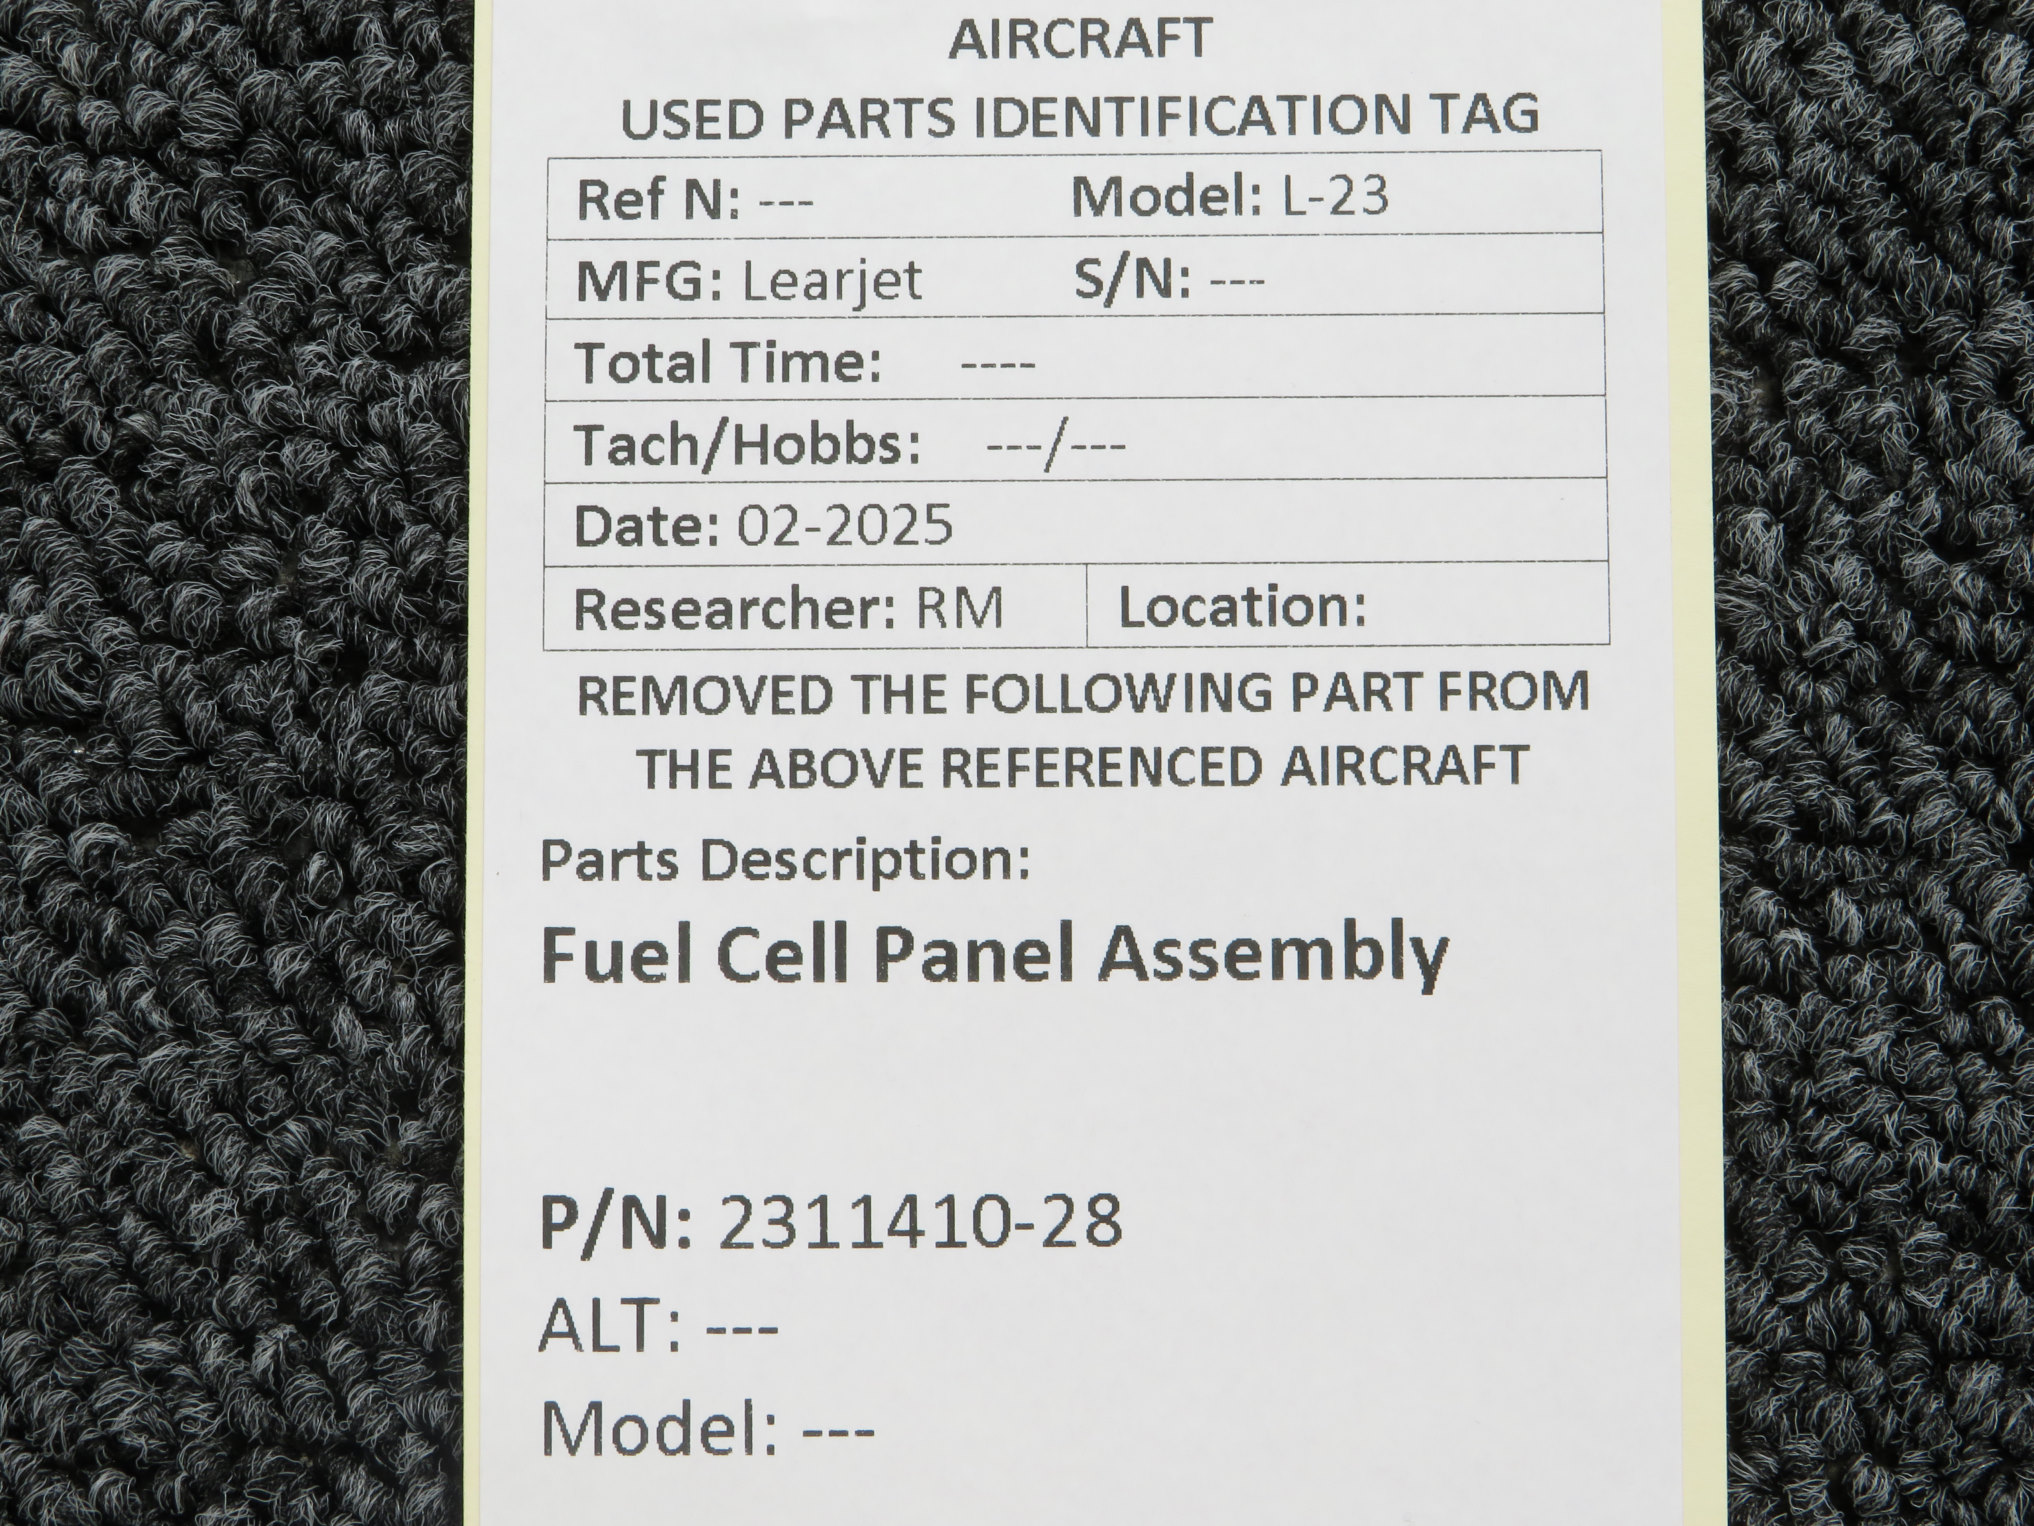 AIRCRAFT
USED PARTS IDENTIFICATION TAG
Ref N: --- Model: L-23
MFG: Learjet S/N: ---
Total Time: ----
Tach/Hobbs: ---/---
Date: 02-2025
Researcher: RM Location:
REMOVED THE FOLLOWING PART FROM
THE ABOVE REFERENCED AIRCRAFT
Parts Description:
Fuel Cell Panel Assembly
P/N: 2311410-28
ALT: ---
Model: ---